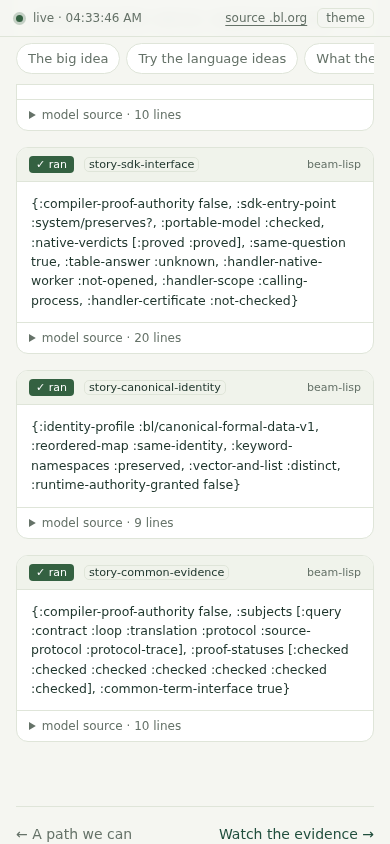 live · 04:33:46 AM
source .bl.org
theme
The big idea
Try the language ideas
What the
▶ model source · 10 lines
✓ ran
story-sdk-interface
beam-lisp
{:compiler-proof-authority false, :sdk-entry-point
:system/preserves?, :portable-model :checked,
:native-verdicts [:proved :proved], :same-question
true, :table-answer :unknown, :handler-native-
worker :not-opened, :handler-scope :calling-
process, :handler-certificate :not-checked}
▶ model source · 20 lines
✓ ran
story-canonical-identity
beam-lisp
{:identity-profile :bl/canonical-formal-data-v1,
:reordered-map :same-identity, :keyword-
namespaces :preserved, :vector-and-list :distinct,
:runtime-authority-granted false}
▶ model source · 9 lines
✓ ran
story-common-evidence
beam-lisp
{:compiler-proof-authority false, :subjects [:query
:contract :loop :translation :protocol :source-
protocol :protocol-trace], :proof-statuses [:checked
:checked :checked :checked :checked :checked
:checked], :common-term-interface true}
▶ model source · 10 lines
← A path we can
Watch the evidence →